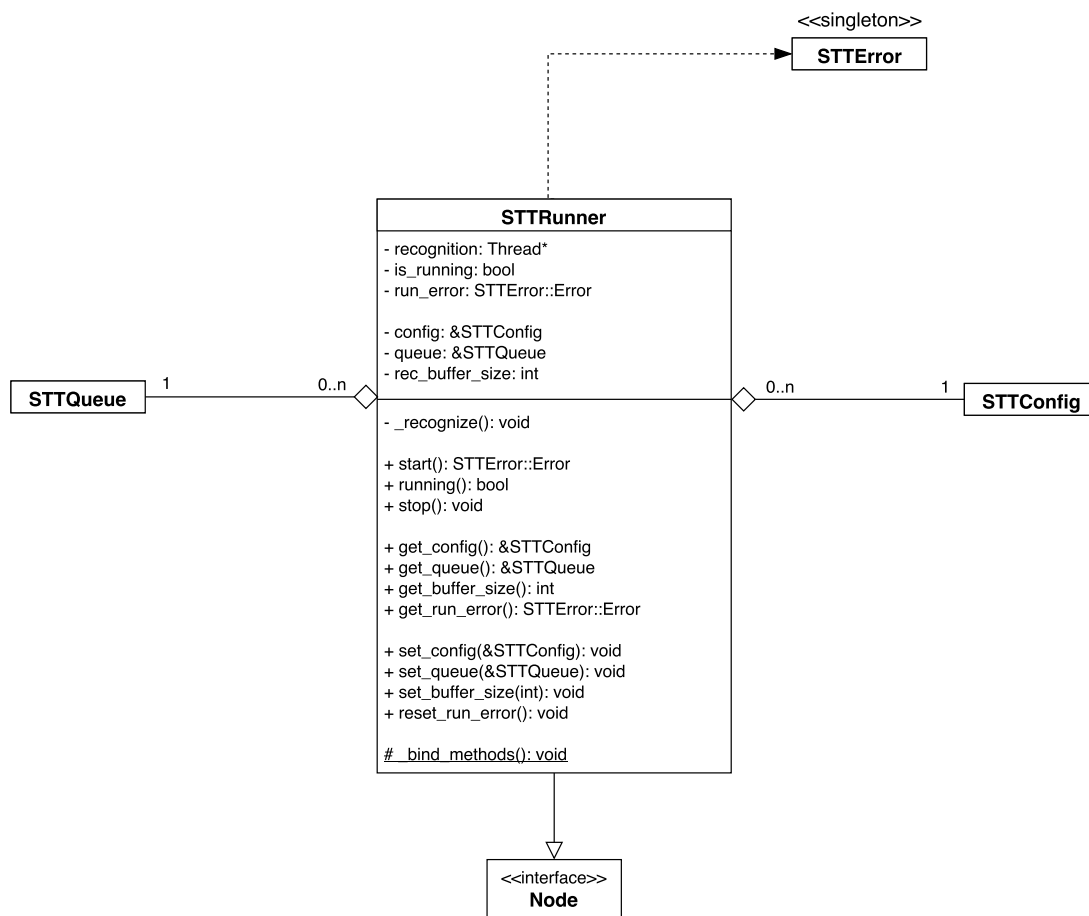 <<singleton>>
STTError
STTRunner
- recognition: Thread*
- is_running: bool
- run_error: STTError::Error
- config: &STTConfig
- queue: &STTQueue
- rec_buffer_size: int
STTQueue
1
0..n
0..n
1
STTConfig
- _recognize(): void
+ start(): STTError::Error
+ running(): bool
+ stop(): void
+ get_config(): &STTConfig
+ get_queue(): &STTQueue
+ get_buffer_size(): int
+ get_run_error(): STTError::Error
+ set_config(&STTConfig): void
+ set_queue(&STTQueue): void
+ set_buffer_size(int): void
+ reset_run_error(): void
# _bind_methods(): void
<<interface>>
Node